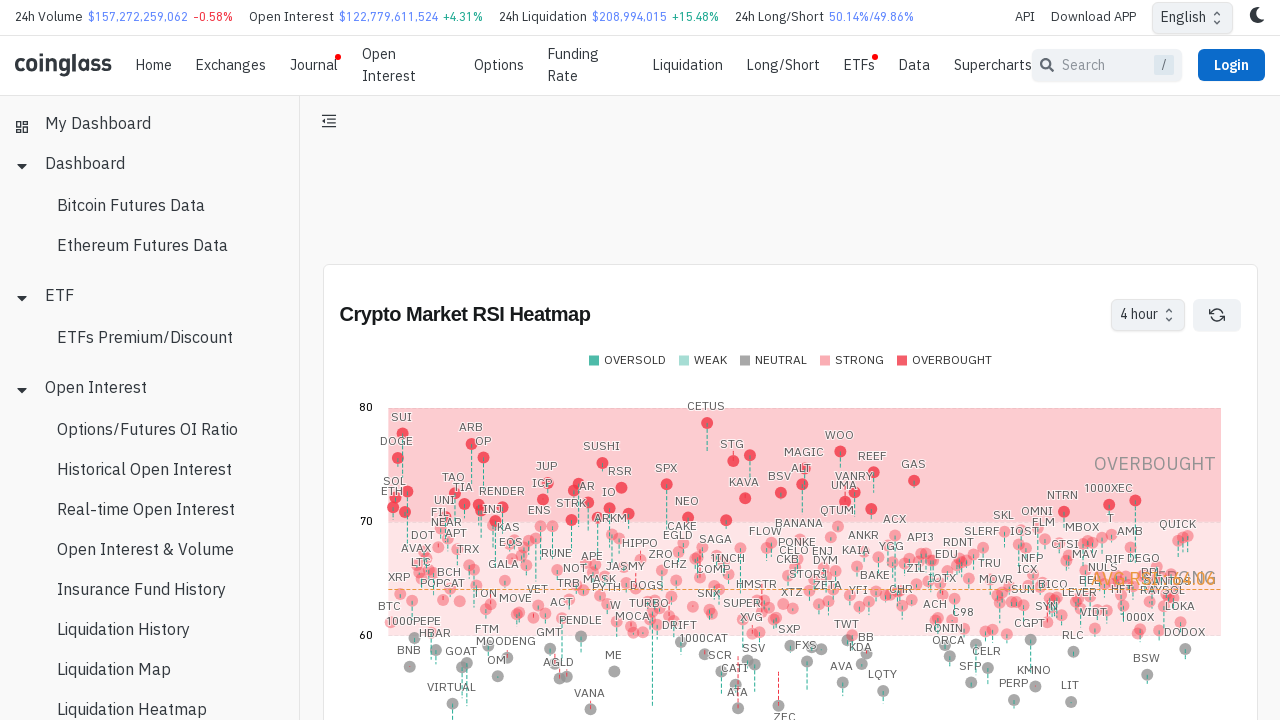 24h Volume $157,272,259,062 -0.58% Open Interest $122,779,611,524 +4.31% 24h Liquidation $208,994,015 +15.48% 24h Long/Short 50.14%/49.86% API Download APP English
coinglass Home Exchanges Journal Open Interest Options Funding Rate Liquidation Long/Short ETFs Data Supercharts Search / Login
My Dashboard
Dashboard
Bitcoin Futures Data
Ethereum Futures Data
ETF
ETFs Premium/Discount
Open Interest
Options/Futures OI Ratio
Historical Open Interest
Real-time Open Interest
Open Interest & Volume
Insurance Fund History
Liquidation History
Liquidation Map
Liquidation Heatmap
Crypto Market RSI Heatmap
4 hour
OVERSOLD WEAK NEUTRAL STRONG OVERBOUGHT
80
CETUS
SUI
ARB
WOO
DOGE
OP
SUSHI
STG
MAGIC
REEF
OVERBOUGHT
JUP
RSR
SPX
ALT
GAS
SOL
TAO
ICP
KAVA
BSV
VANRY
ETH
TIA
RENDER
AR
IO
UMA
NTRN
1000XEC
UNI
INJ
ENS
STRK
NEO
QTUM
FIL
OMNI
SKL
T
70
NEAR
KAS
ARKM
CAKE
BANANA
ACX
FLM
QUICK
DOT
APT
EGLD
SAGA
FLOW
ANKR
API3
SLERF
IOST
MBOX
AMB
AVAX
TRX
EOS
RUNE
APE
HIPPO
ZRO
1INCH
PONKE
CELO
ENJ
KAIA
YGG
RDNT
EDU
NFP
CTSI
MAV
RIF
DEGO
LTC
BCH
GALA
NOT
JASMY
CHZ
COMP
CKB
DYM
ZIL
TRU
ICX
NULS
RPL
XRP
POPCAT
TRB
MASK
PYTH
DOGS
HMSTR
STORJ
ZETA
BAKE
IOTX
MOVR
BICO
BEL
STRONG
SANTOS
TON
VET
SNX
XTZ
YFI
CHR
SUN
LEVER
HFT
RAYSOL
BTC
MOVE
ACT
W
TURBO
SUPER
ACH
SYN
LOKA
1000PEPE
PENDLE
MOCA
XVG
C98
VIDT
1000X
60
HBAR
FTM
GMT
DRIFT
SXP
TWT
RONIN
CGPT
RLC
DODOX
BNB
GOAT
MOODENG
1000CAT
SSV
FXS
BB
KDA
ORCA
CELR
OM
AGLD
ME
SCR
CATI
AVA
SFP
KMNO
BSW
VIRTUAL
VANA
ATA
LQTY
PERP
LIT
ZEC